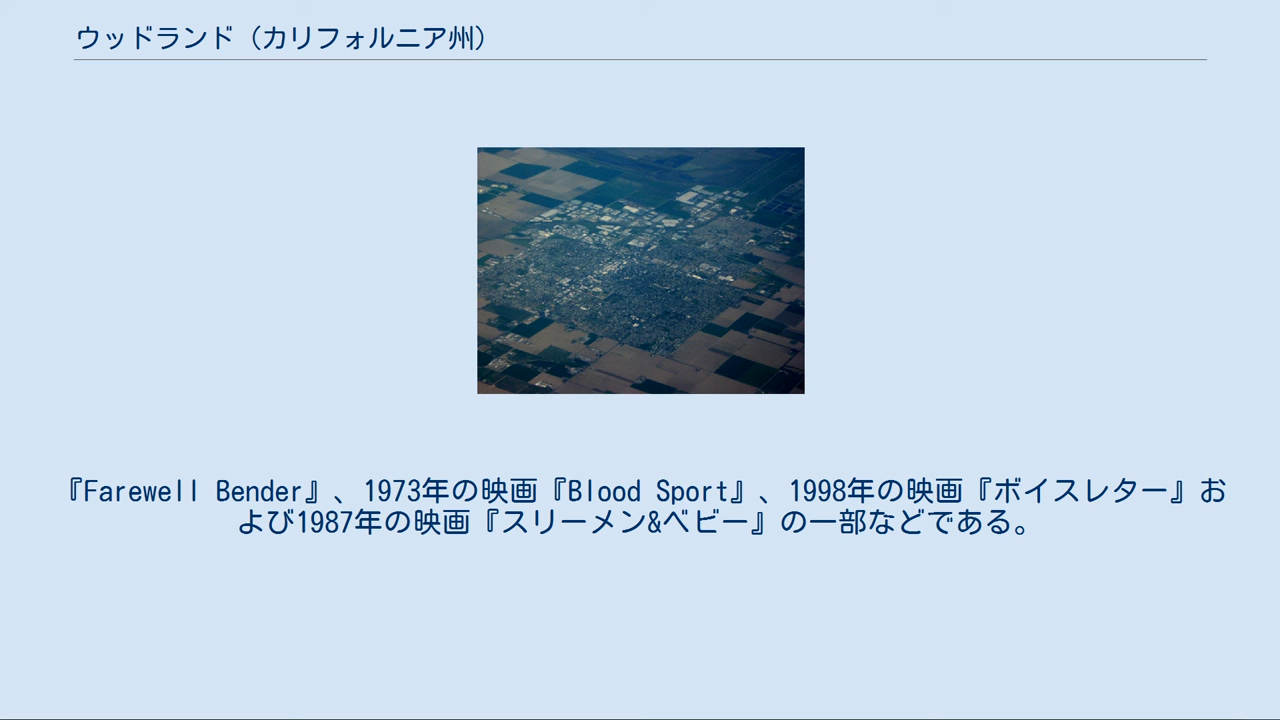 ウッドランド（カリフォルニア州）
『Farewell Bender』、1973年の映画『Blood Sport』、1998年の映画『ボイスレター』お
よび1987年の映画『スリーメン&ベビー』の一部などである。